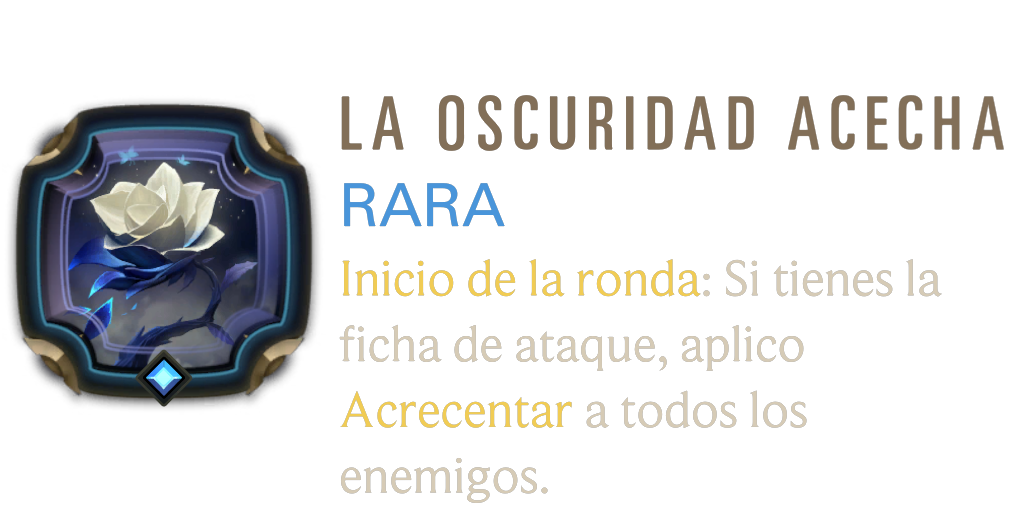 LA OSCURIDAD ACECHA
RARA
Inicio de la ronda: Si tienes la
ficha de ataque, aplico
Acrecentar a todos los
enemigos.